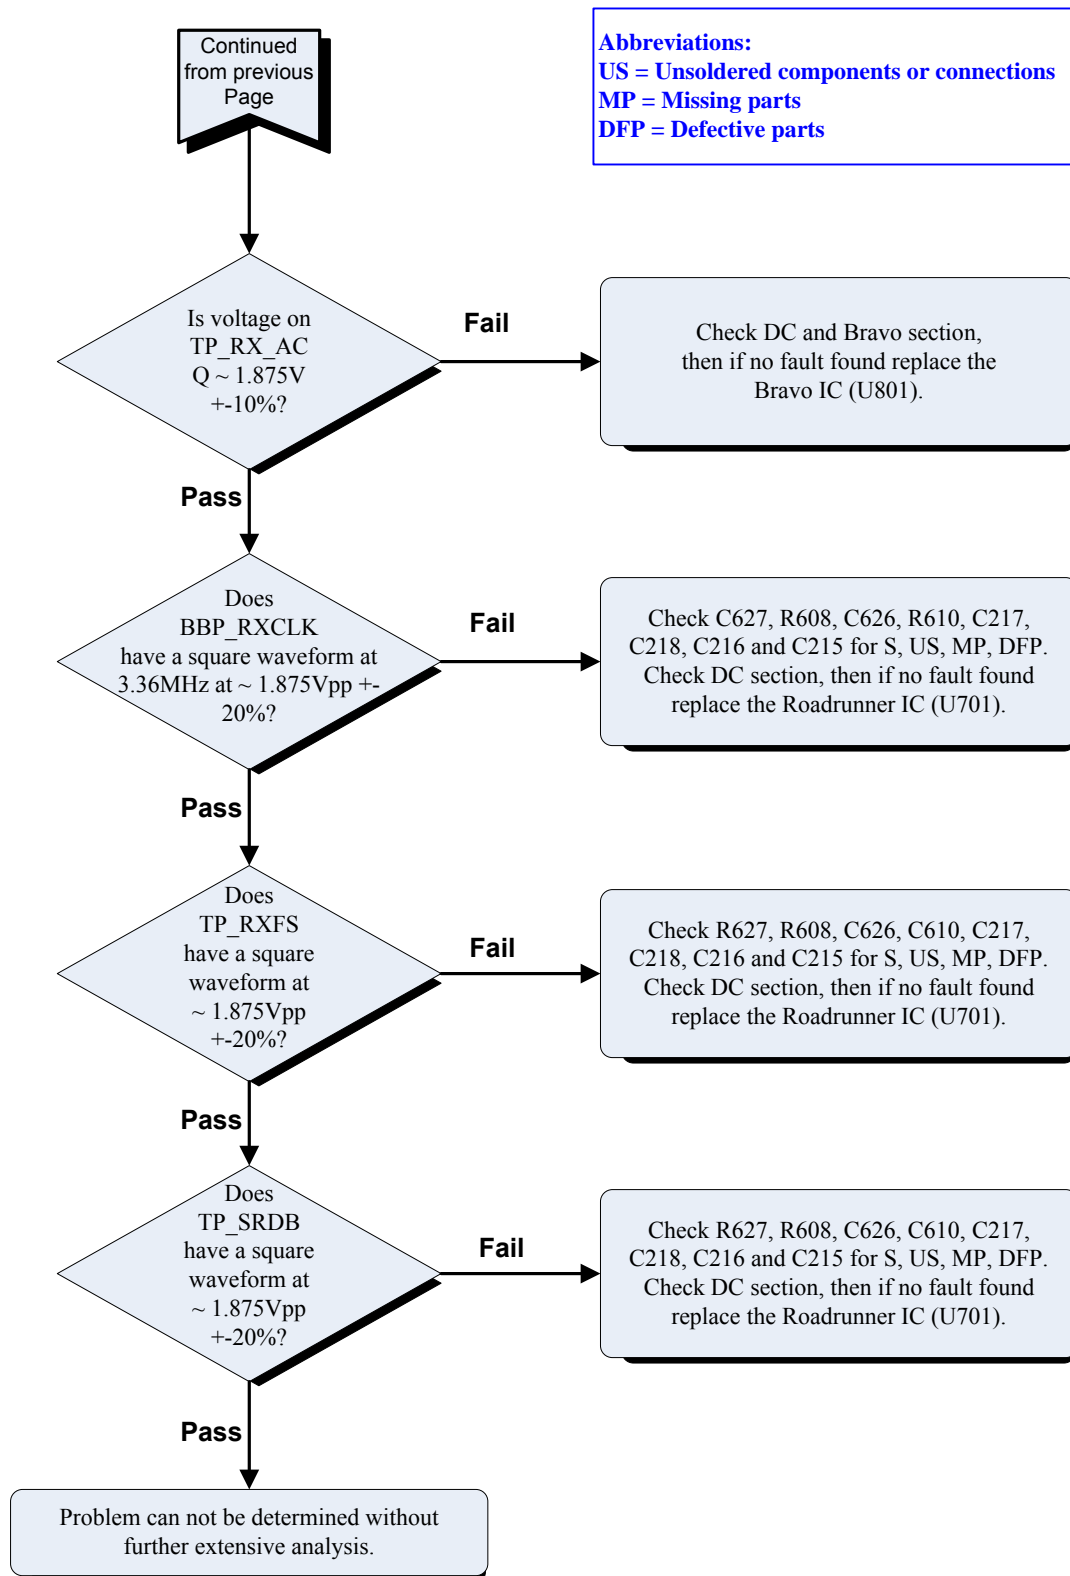 Continued
from previous
Page
Abbreviations:
US = Unsoldered components or connections
MP = Missing parts
DFP = Defective parts
Is voltage on
TP_RX_AC
Q ~ 1.875V
+-10%?
Fail
Check DC and Bravo section,
then if no fault found replace the
Bravo IC (U801).
Pass
Does
BBP_RXCLK
have a square waveform at
3.36MHz at ~ 1.875Vpp +-
20%?
Fail
Check C627, R608, C626, R610, C217,
C218, C216 and C215 for S, US, MP, DFP.
Check DC section, then if no fault found
replace the Roadrunner IC (U701).
Pass
Does
TP_RXFS
have a square
waveform at
~ 1.875Vpp
+-20%?
Fail
Check R627, R608, C626, C610, C217,
C218, C216 and C215 for S, US, MP, DFP.
Check DC section, then if no fault found
replace the Roadrunner IC (U701).
Pass
Does
TP_SRDB
have a square
waveform at
~ 1.875Vpp
+-20%?
Fail
Check R627, R608, C626, C610, C217,
C218, C216 and C215 for S, US, MP, DFP.
Check DC section, then if no fault found
replace the Roadrunner IC (U701).
Pass
Problem can not be determined without
further extensive analysis.